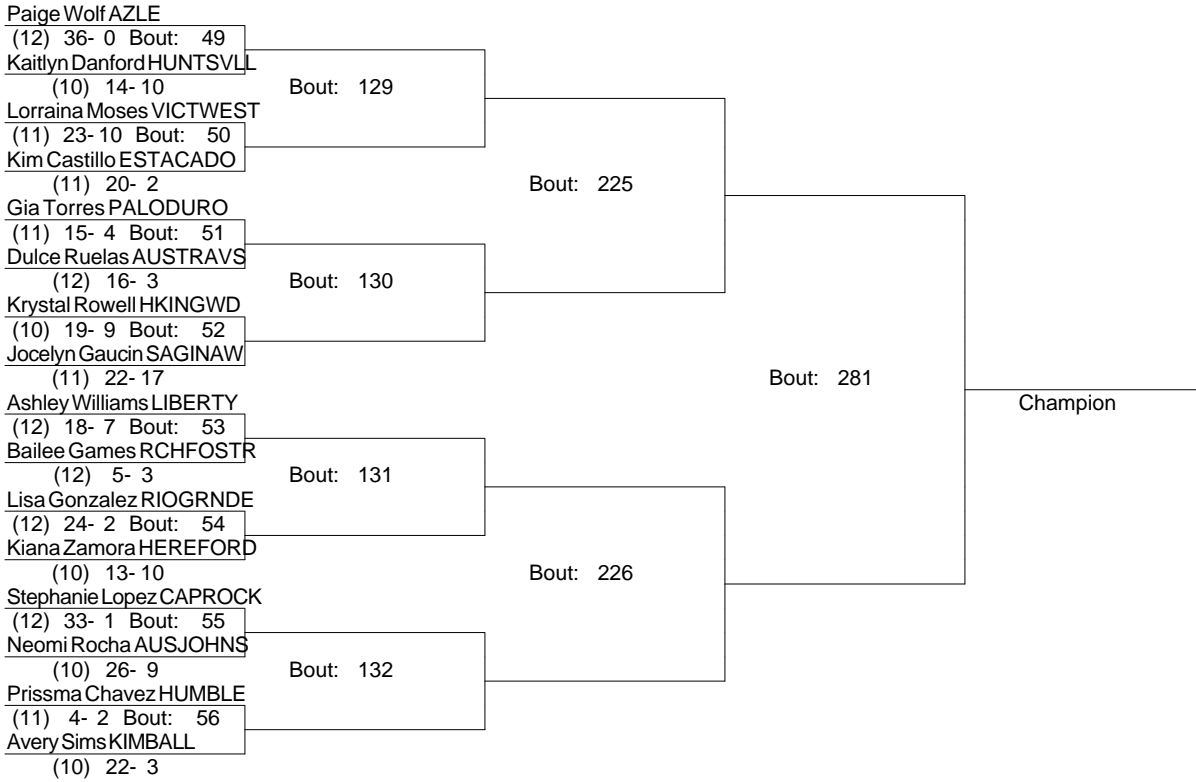 Paige Wolf AZLE
(12) 36- 0 Bout: 49
Kaitlyn Danford HUNTSVLL
(10) 14- 10
Bout: 129
Lorraina Moses VICTWEST
(11) 23- 10 Bout: 50
Kim Castillo ESTACADO
(11) 20- 2
Bout: 225
Gia Torres PALODURO
(11) 15- 4 Bout: 51
Dulce Ruelas AUSTRAVS
(12) 16- 3
Bout: 130
Krystal Rowell HKINGWD
(10) 19- 9 Bout: 52
Jocelyn Gaucin SAGINAW
(11) 22- 17
Bout: 281
Ashley Williams LIBERTY
Champion
(12) 18- 7 Bout: 53
Bailee Games RCHFOSTR
(12) 5- 3
Bout: 131
Lisa Gonzalez RIOGRNDE
(12) 24- 2 Bout: 54
Kiana Zamora HEREFORD
(10) 13- 10
Bout: 226
Stephanie Lopez CAPROCK
(12) 33- 1 Bout: 55
Neomi Rocha AUSJOHNS
(10) 26- 9
Bout: 132
Prissma Chavez HUMBLE
(11) 4- 2 Bout: 56
Avery Sims KIMBALL
(10) 22- 3